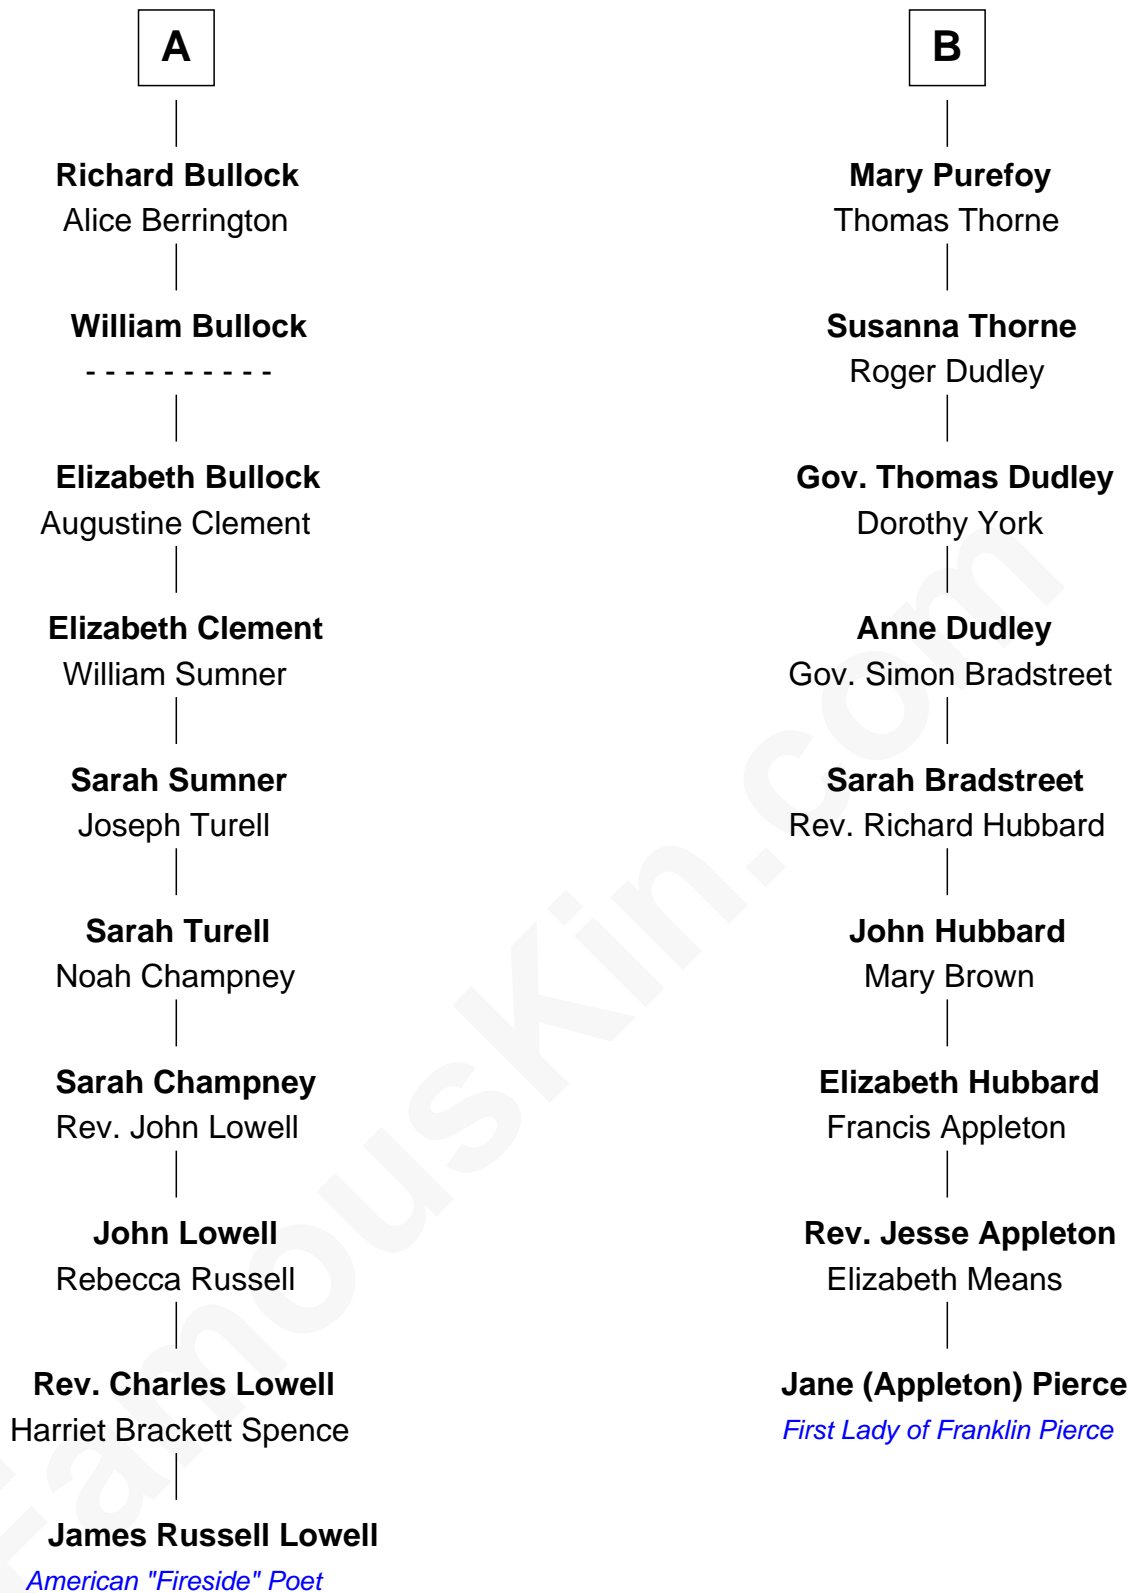 A
Richard Bullock
Alice Berrington
William Bullock
- - - - - - - - - -
Elizabeth Bullock
Augustine Clement
Elizabeth Clement
William Sumner
Sarah Sumner
Joseph Turell
Sarah Turell
Noah Champney
Sarah Champney
Rev. John Lowell
John Lowell
Rebecca Russell
Rev. Charles Lowell
Harriet Brackett Spence
James Russell Lowell
American "Fireside" Poet
B
Mary Purefoy
Thomas Thorne
Susanna Thorne
Roger Dudley
Gov. Thomas Dudley
Dorothy York
Anne Dudley
Gov. Simon Bradstreet
Sarah Bradstreet
Rev. Richard Hubbard
John Hubbard
Mary Brown
Elizabeth Hubbard
Francis Appleton
Rev. Jesse Appleton
Elizabeth Means
Jane (Appleton) Pierce
First Lady of Franklin Pierce
FamousKin.com